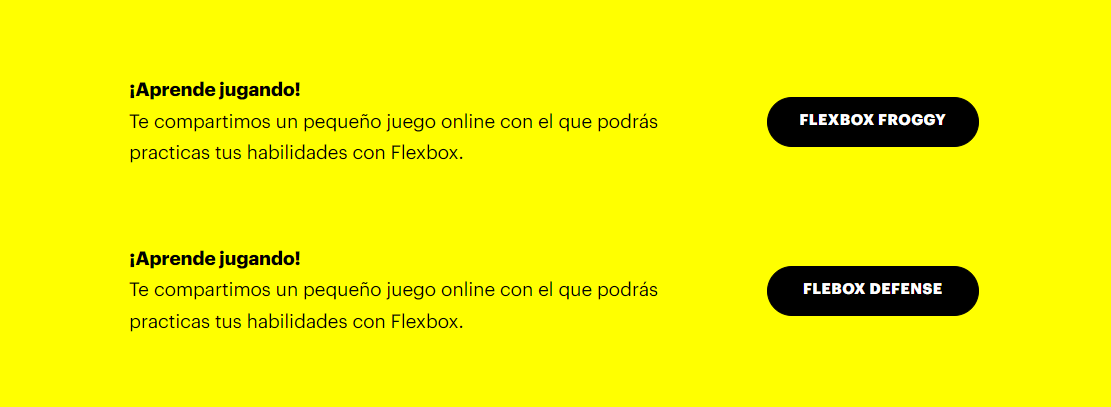 ¡Aprende jugando!
Te compartimos un pequeño juego online con el que podrás
practicas tus habilidades con Flexbox.
FLEXBOX FROGGY
¡Aprende jugando!
Te compartimos un pequeño juego online con el que podrás
practicas tus habilidades con Flexbox.
FLEBOX DEFENSE